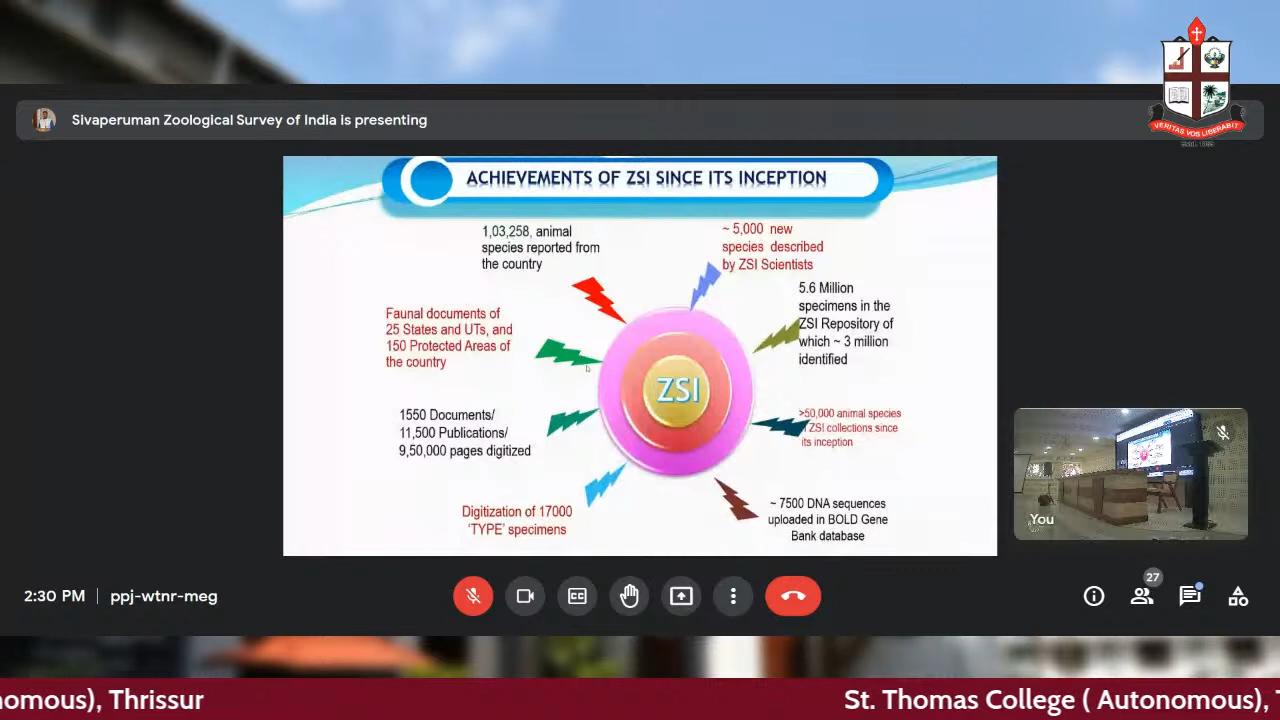 Sivaperuman Zoological Survey of India is presenting
VERITAS VOS LIBERABIT
ACHIEVEMENTS OF ZSI SINCE ITS INCEPTION
1,03,258, animal
species reported from
the country
~ 5,000 new
species described
by ZSI Scientists
5.6 Million
specimens in the
ZSI Repository of
which ~ 3 million
identified
Faunal documents of
25 States and UTs, and
150 Protected Areas of
the country
ZSI
1550 Documents/
11,500 Publications/
9,50,000 pages digitized
>50,000 animal species
ZSI collections since
its inception
Digitization of 17000
‘TYPE’ specimens
~ 7500 DNA sequences
uploaded in BOLD Gene
Bank database
You
2:30 PM
ppj-wtnr-meg
27
nomous), Thrissur
St. Thomas College ( Autonomous),